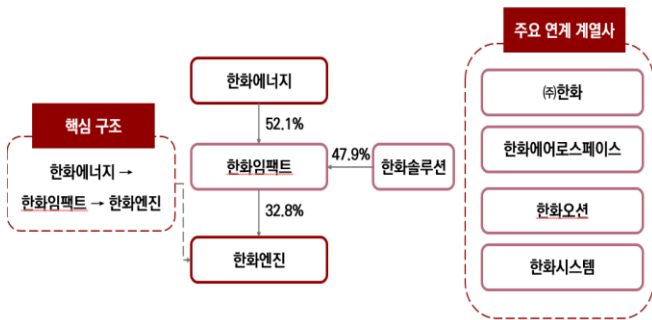 주요 연계 계열사
한화에너지
㈜한화
52.1%
핵심 구조
한화에어로스페이스
47.9%
한화에너지 →
한화임팩트
한화솔루션
한화임팩트 → 한화엔진
32.8%
한화오션
한화엔진
한화시스템